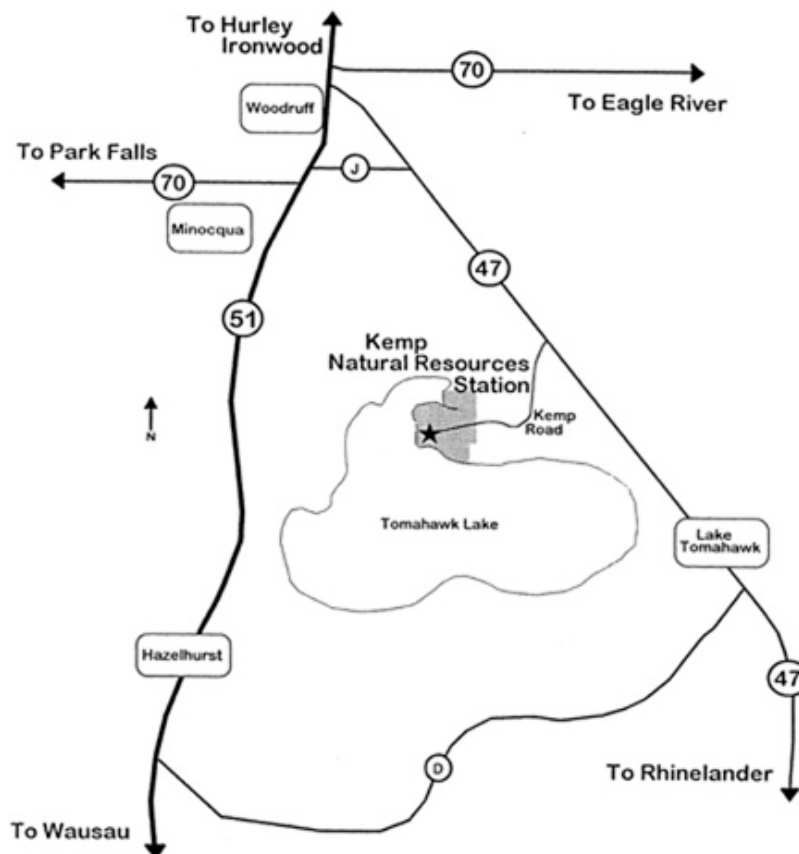 To Hurley
Ironwood
70
To Eagle River
Woodruff
To Park Falls
70
J
Minocqua
47
51
Kemp
Natural Resources
Station
Kemp
Road
N
Tomahawk Lake
Lake
Tomahawk
Hazelhurst
47
D
To Rhinelander
To Wausau